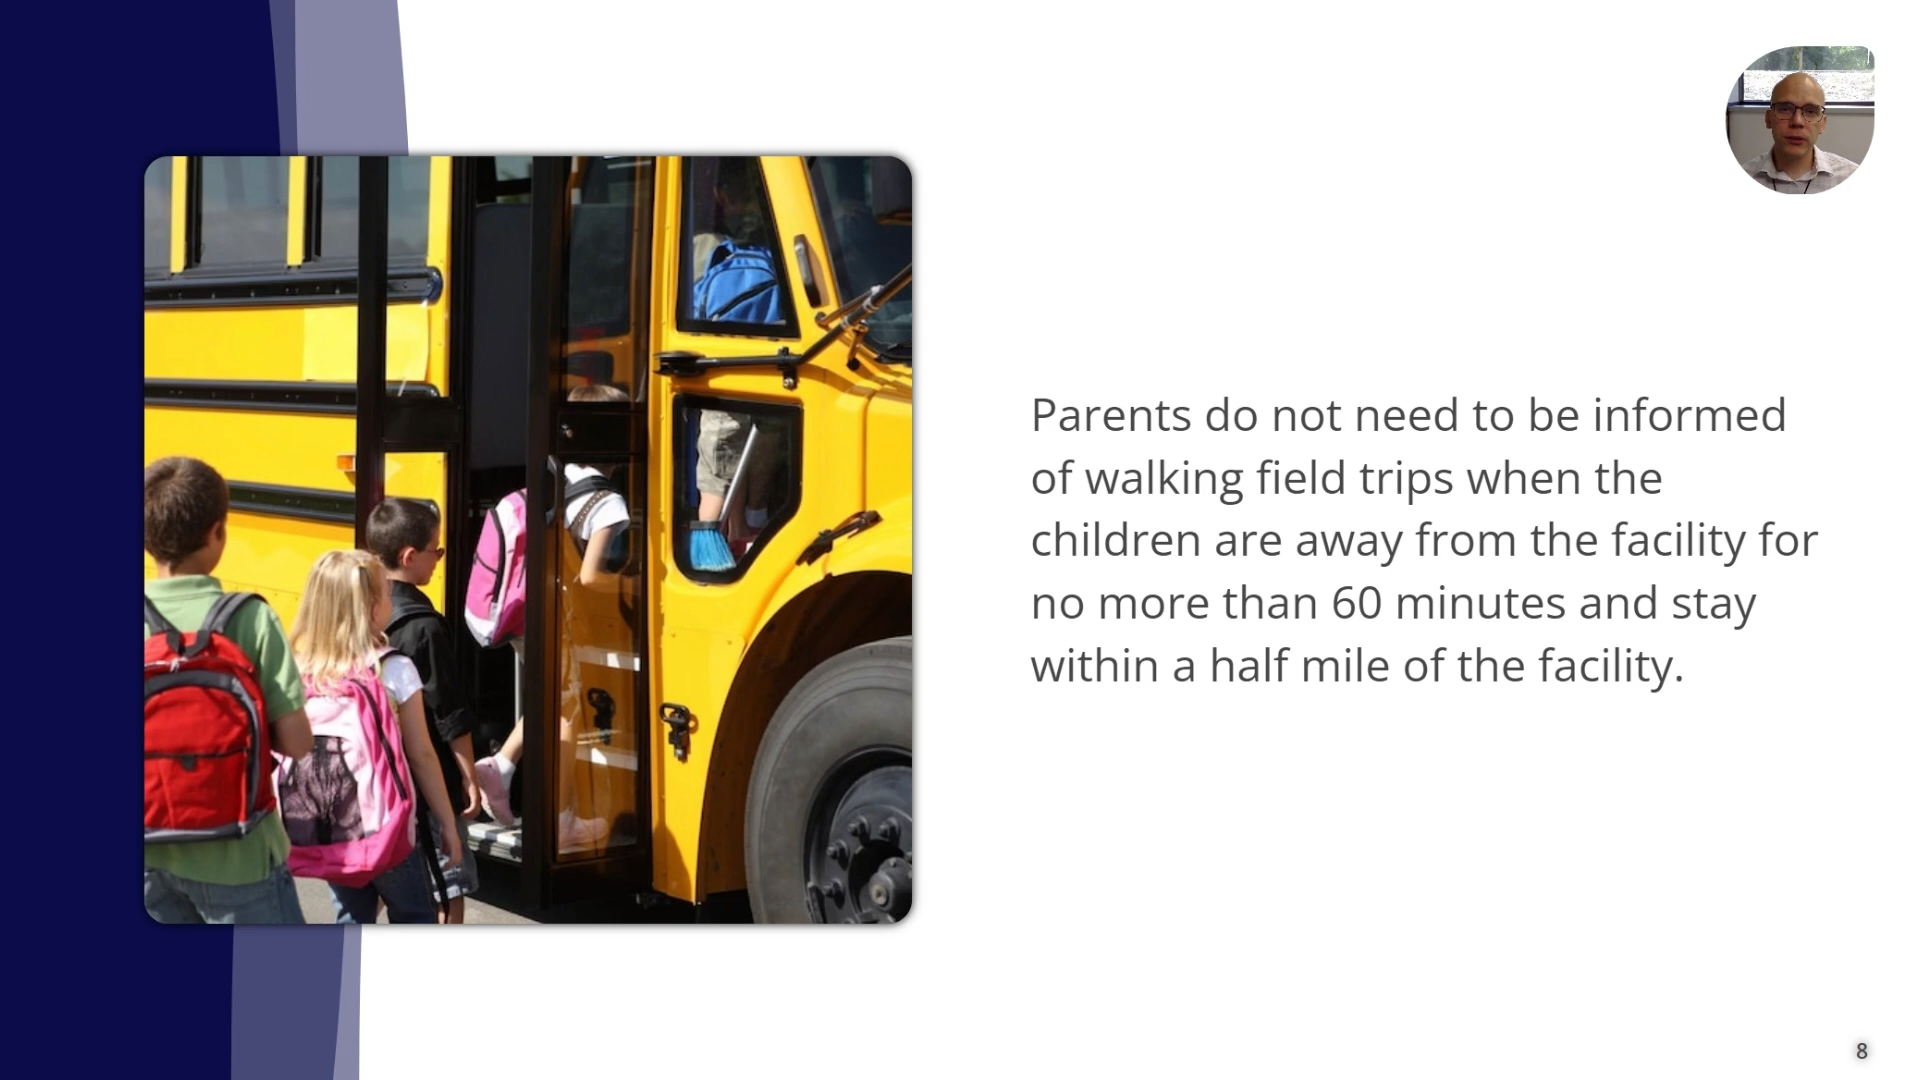 Parents do not need to be informed
of walking field trips when the
children are away from the facility for
no more than 60 minutes and stay
within a half mile of the facility.
8